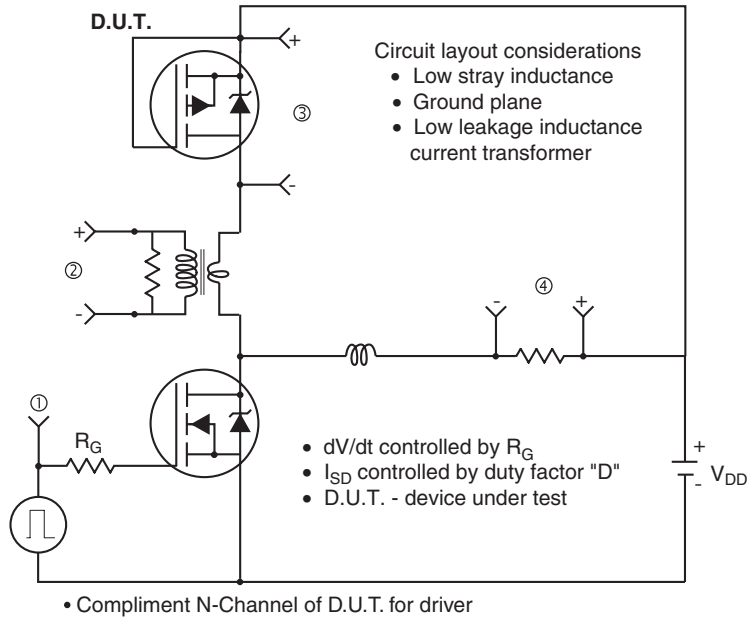 D.U.T.
+
Circuit layout considerations
• Low stray inductance
③
• Ground plane
• Low leakage inductance
current transformer
-
+
②
-
④
- +
①
R_G
• dV/dt controlled by R_G
• I_SD controlled by duty factor "D"
• D.U.T. - device under test
+
V_DD
-
• Compliment N-Channel of D.U.T. for driver